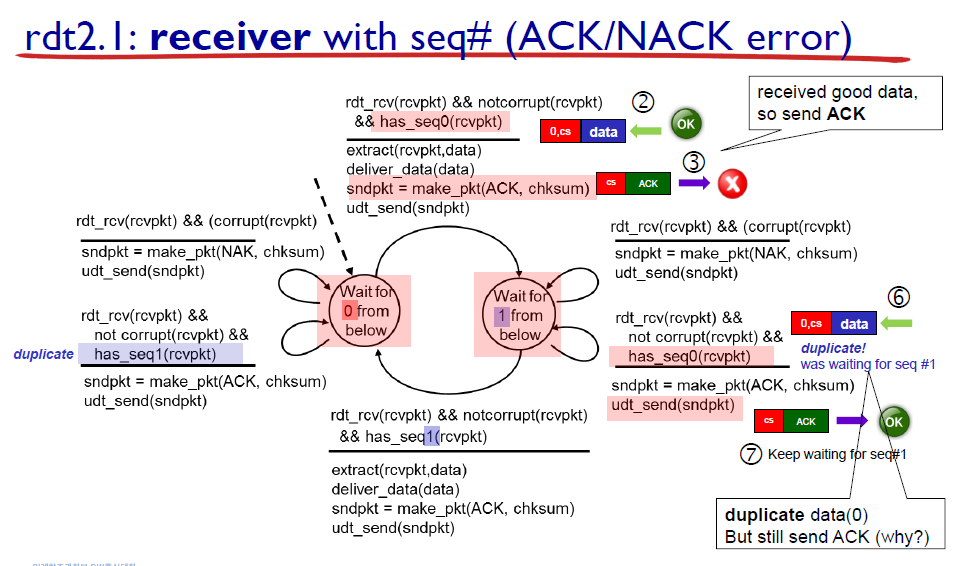 rdt2.1: receiver with seq# (ACK/NACK error)
rdt_rcv(rcvpkt) && notcorrupt(rcvpkt)
&& has_seq0(rcvpkt)
extract(rcvpkt,data)
deliver_data(data)
sndpkt = make_pkt(ACK, chksum)
udt_send(sndpkt)
②
0,cs data
OK
③
cs ACK
X
received good data,
so send ACK
rdt_rcv(rcvpkt) && (corrupt(rcvpkt)
sndpkt = make_pkt(NAK, chksum)
udt_send(sndpkt)
rdt_rcv(rcvpkt) &&
not corrupt(rcvpkt) &&
duplicate has_seq1(rcvpkt)
sndpkt = make_pkt(ACK, chksum)
udt_send(sndpkt)
Wait for
0 from
below
Wait for
1 from
below
rdt_rcv(rcvpkt) && (corrupt(rcvpkt)
sndpkt = make_pkt(NAK, chksum)
udt_send(sndpkt)
rdt_rcv(rcvpkt) &&
not corrupt(rcvpkt) &&
has_seq0(rcvpkt)
sndpkt = make_pkt(ACK, chksum)
udt_send(sndpkt)
⑥
0,cs data
duplicate!
was waiting for seq #1
cs ACK
OK
⑦ Keep waiting for seq#1
rdt_rcv(rcvpkt) && notcorrupt(rcvpkt)
&& has_seq1(rcvpkt)
extract(rcvpkt,data)
deliver_data(data)
sndpkt = make_pkt(ACK, chksum)
udt_send(sndpkt)
duplicate data(0)
But still send ACK (why?)